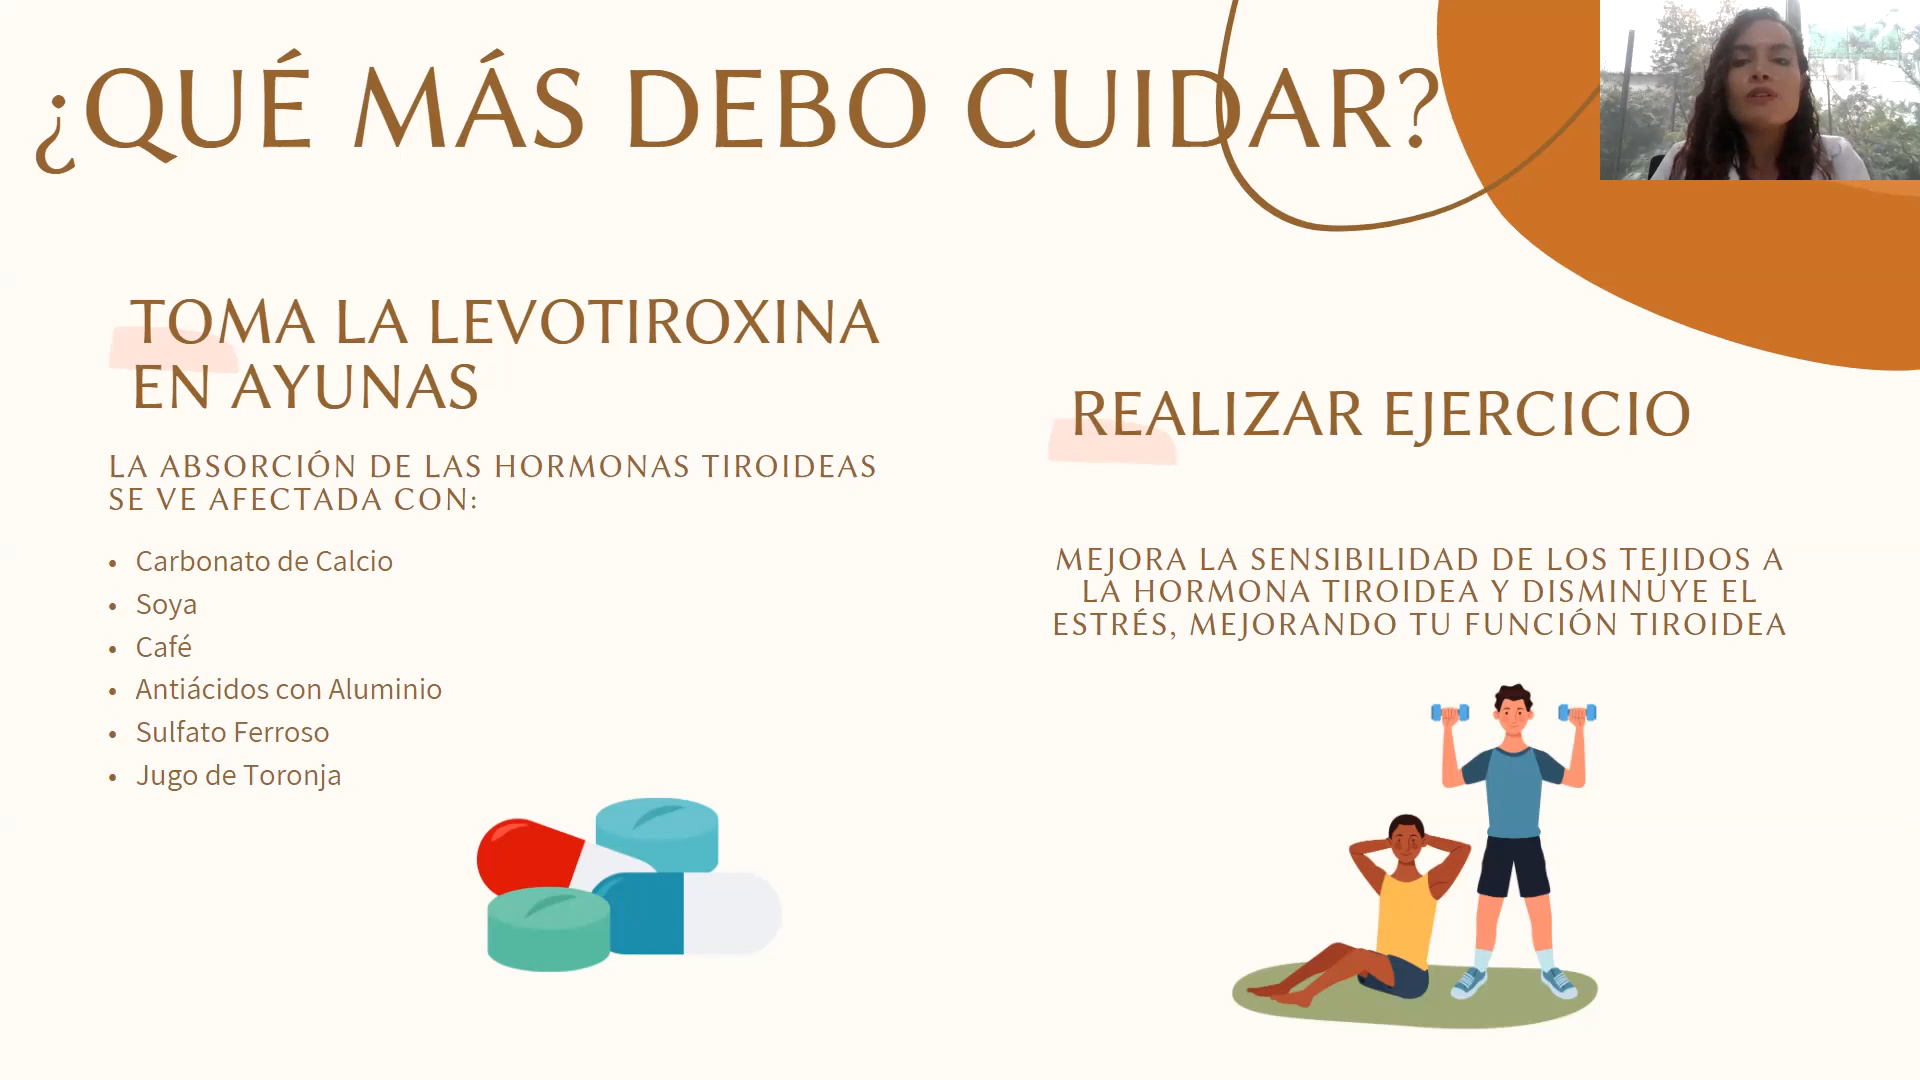 ¿QUÉ MÁS DEBO CUIDAR?
TOMA LA LEVOTIROXINA
EN AYUNAS
LA ABSORCIÓN DE LAS HORMONAS TIROIDEAS
SE VE AFECTADA CON:
• Carbonato de Calcio
• Soya
• Café
• Antiácidos con Aluminio
• Sulfato Ferroso
• Jugo de Toronja
REALIZAR EJERCICIO
MEJORA LA SENSIBILIDAD DE LOS TEJIDOS A
LA HORMONA TIROIDEA Y DISMINUYE EL
ESTRÉS, MEJORANDO TU FUNCIÓN TIROIDEA